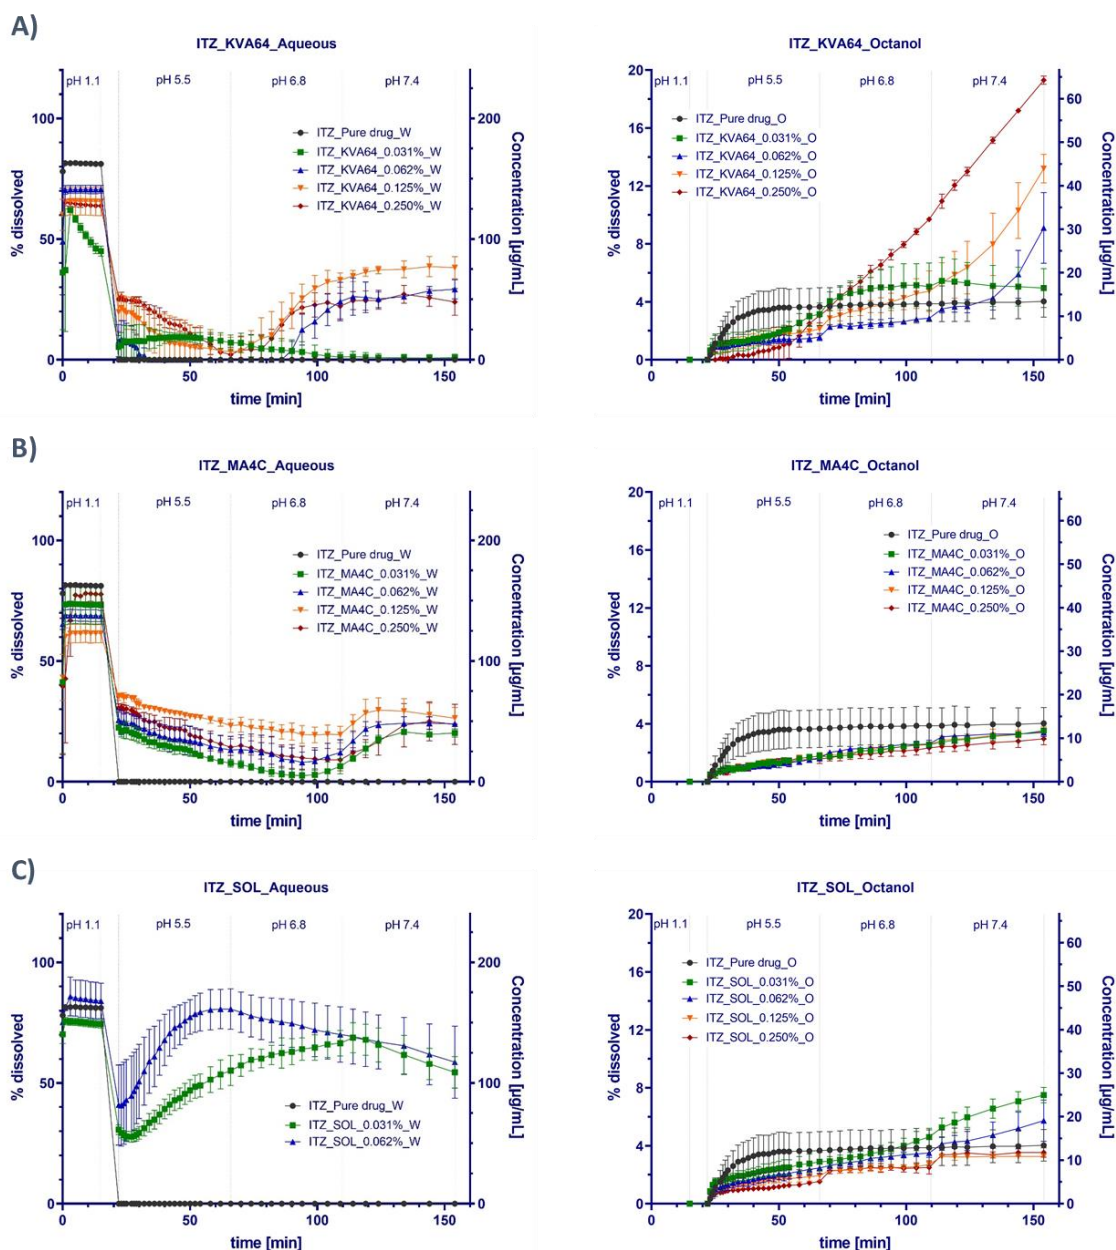 A)
ITZ_KVA64_Aqueous
pH 1.1 pH 5.5 pH 6.8 pH 7.4
100
50
0
200
100
0
% dissolved
Concentration [µg/mL]
ITZ_Pure drug_W
ITZ_KVA64_0.031%_W
ITZ_KVA64_0.062%_W
ITZ_KVA64_0.125%_W
ITZ_KVA64_0.250%_W
0 50 100 150
time [min]
ITZ_KVA64_Octanol
pH 1.1 pH 5.5 pH 6.8 pH 7.4
20
16
12
8
4
0
60
50
40
30
20
10
0
% dissolved
Concentration [µg/mL]
ITZ_Pure drug_O
ITZ_KVA64_0.031%_O
ITZ_KVA64_0.062%_O
ITZ_KVA64_0.125%_O
ITZ_KVA64_0.250%_O
0 50 100 150
time [min]
B)
ITZ_MA4C_Aqueous
pH 1.1 pH 5.5 pH 6.8 pH 7.4
100
50
0
200
100
0
% dissolved
Concentration [µg/mL]
ITZ_Pure drug_W
ITZ_MA4C_0.031%_W
ITZ_MA4C_0.062%_W
ITZ_MA4C_0.125%_W
ITZ_MA4C_0.250%_W
0 50 100 150
time [min]
ITZ_MA4C_Octanol
pH 1.1 pH 5.5 pH 6.8 pH 7.4
20
16
12
8
4
0
60
50
40
30
20
10
0
% dissolved
Concentration [µg/mL]
ITZ_Pure drug_O
ITZ_MA4C_0.031%_O
ITZ_MA4C_0.062%_O
ITZ_MA4C_0.125%_O
ITZ_MA4C_0.250%_O
0 50 100 150
time [min]
C)
ITZ_SOL_Aqueous
pH 1.1 pH 5.5 pH 6.8 pH 7.4
100
50
0
200
100
0
% dissolved
Concentration [µg/mL]
ITZ_Pure drug_W
ITZ_SOL_0.031%_W
ITZ_SOL_0.062%_W
0 50 100 150
time [min]
ITZ_SOL_Octanol
pH 1.1 pH 5.5 pH 6.8 pH 7.4
20
16
12
8
4
0
60
50
40
30
20
10
0
% dissolved
Concentration [µg/mL]
ITZ_Pure drug_O
ITZ_SOL_0.031%_O
ITZ_SOL_0.062%_O
ITZ_SOL_0.125%_O
ITZ_SOL_0.250%_O
0 50 100 150
time [min]